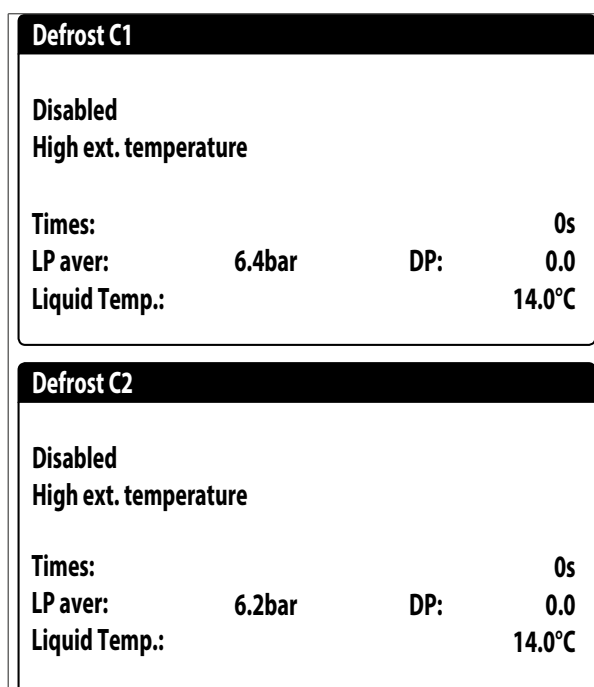 Defrost C1
Disabled
High ext. temperature
Times: 0s
LP aver: 6.4bar DP: 0.0
Liquid Temp.: 14.0°C
Defrost C2
Disabled
High ext. temperature
Times: 0s
LP aver: 6.2bar DP: 0.0
Liquid Temp.: 14.0°C